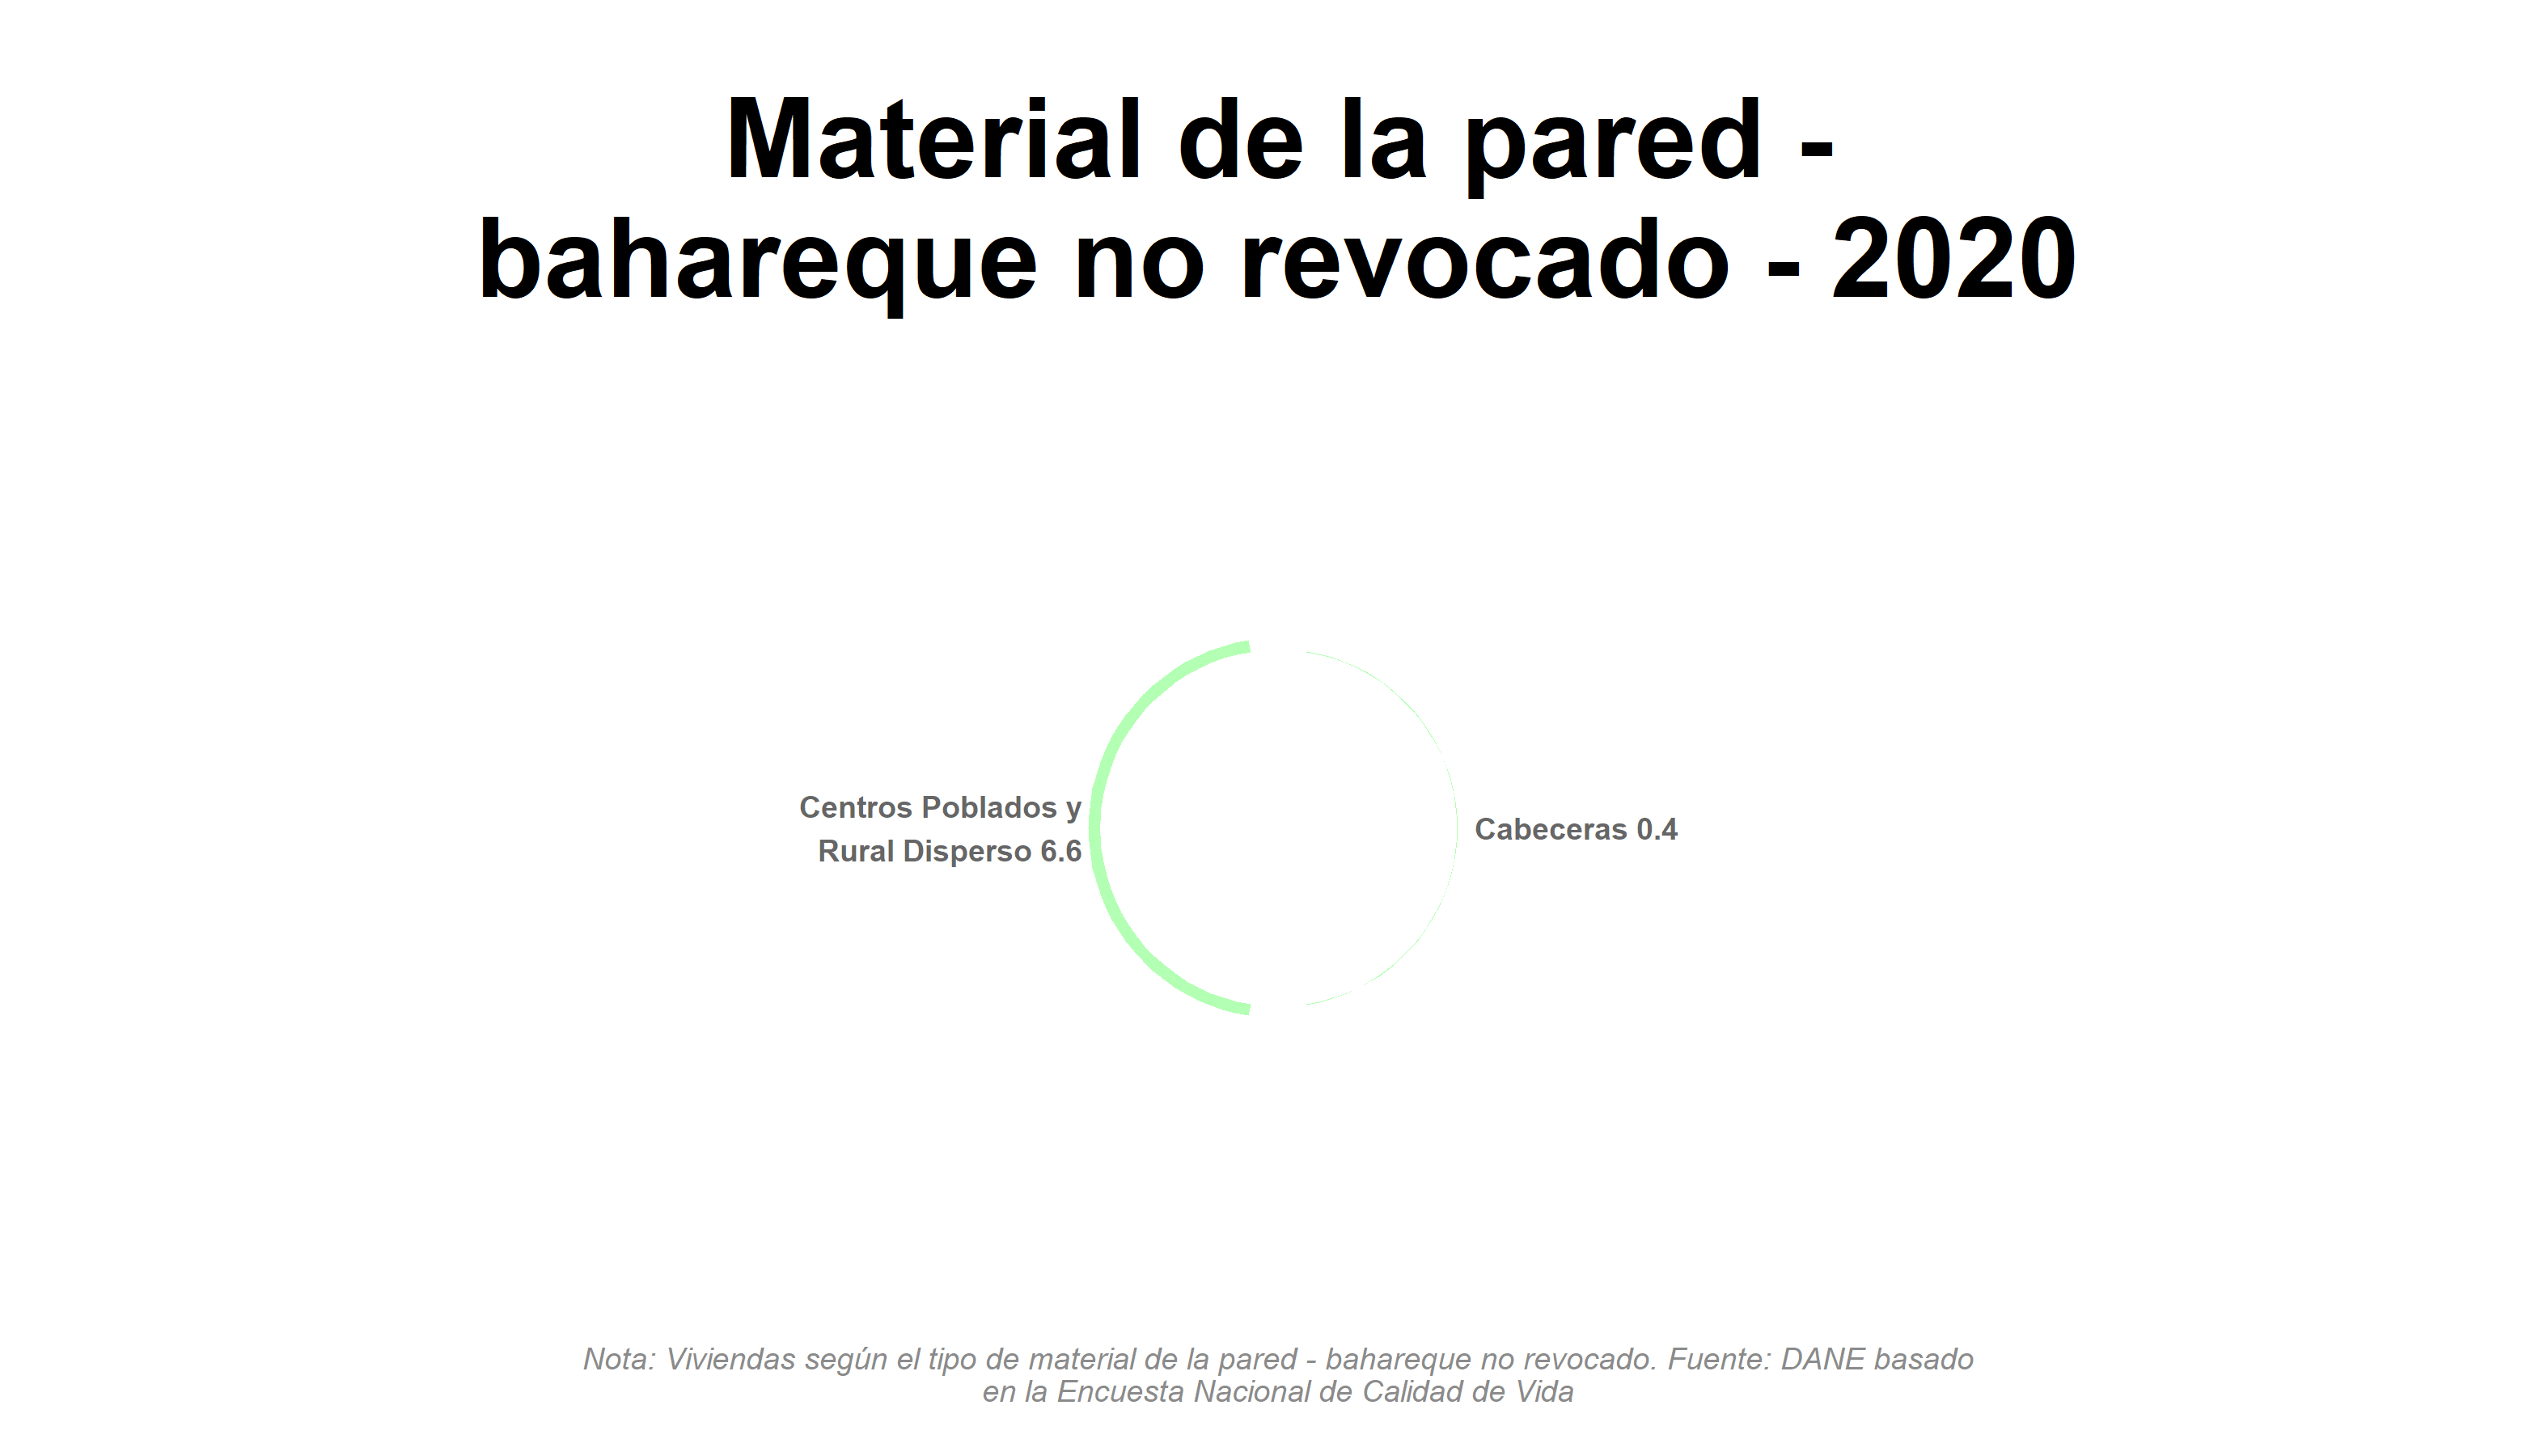 Material de la pared -
bahareque no revocado - 2020
Centros Poblados y
Rural Disperso 6.6
Cabeceras 0.4
Nota: Viviendas según el tipo de material de la pared - bahareque no revocado. Fuente: DANE basado
en la Encuesta Nacional de Calidad de Vida